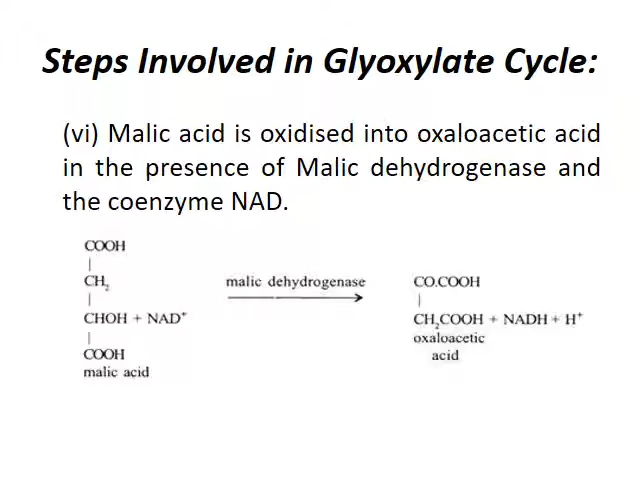 Steps Involved in Glyoxylate Cycle:
(vi) Malic acid is oxidised into oxaloacetic acid
in the presence of Malic dehydrogenase and
the coenzyme NAD.
COOH
|
CH₂
|
CHOH + NAD⁺
|
COOH
malic acid
malic dehydrogenase
CO.COOH
|
CH₂COOH + NADH + H⁺
oxaloacetic
acid